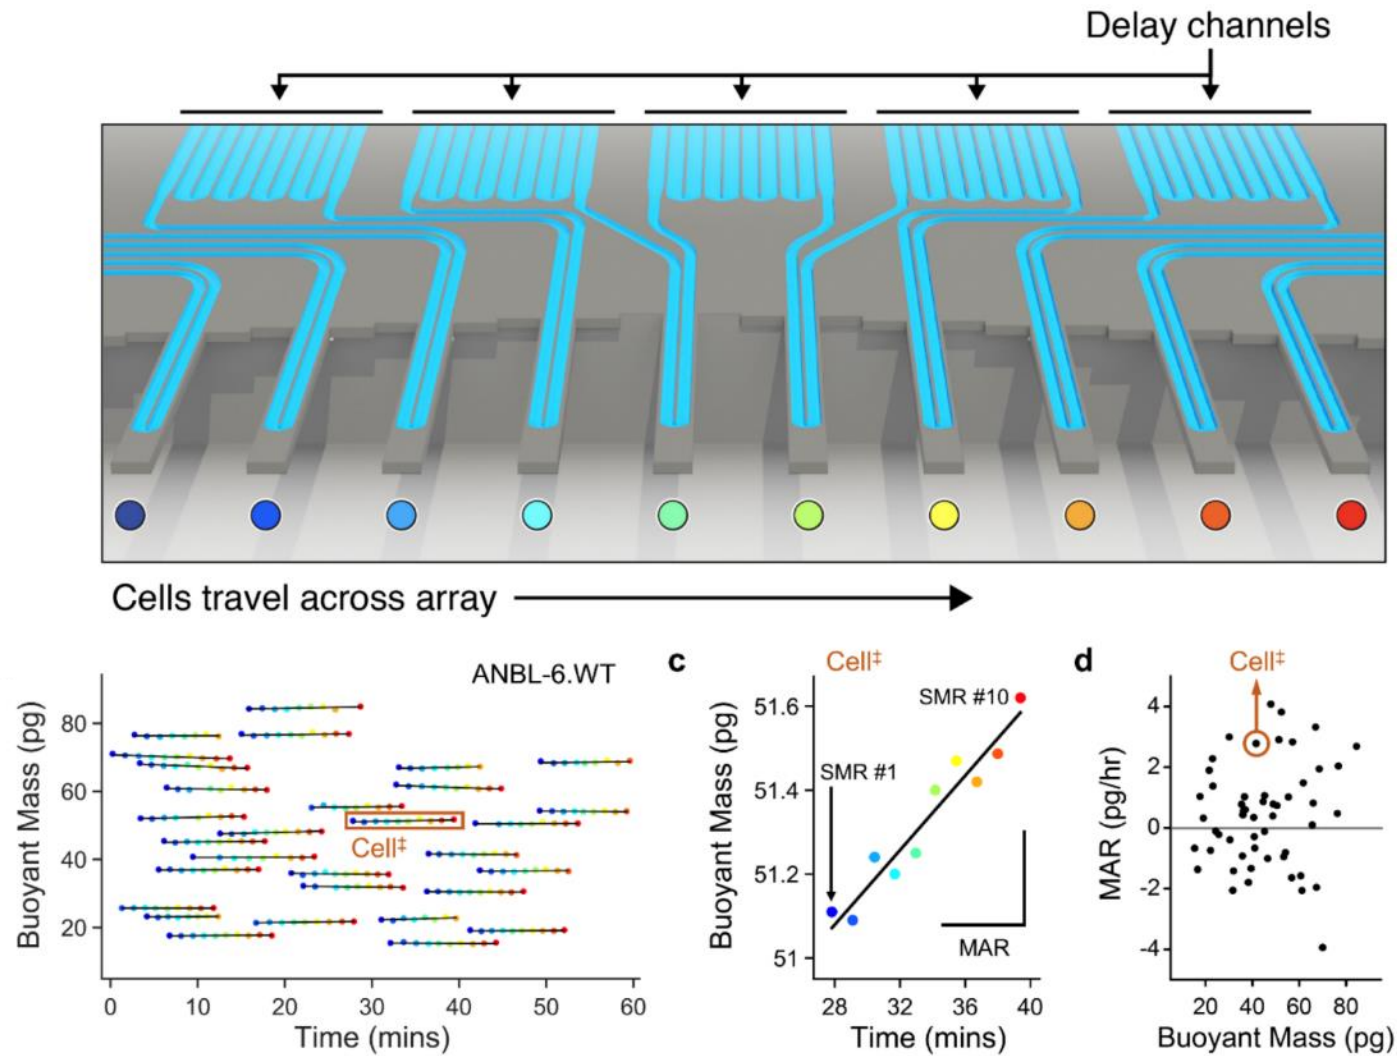 Delay channels
Cells travel across array
ANBL-6.WT
Buoyant Mass (pg)
80
60
40
20
Cell‡
0 10 20 30 40 50 60
Time (mins)
c
Cell‡
Buoyant Mass (pg)
51.6
51.4
51.2
51
SMR #10
SMR #1
MAR
28 32 36 40
Time (mins)
d
Cell‡
MAR (pg/hr)
4
2
0
-2
-4
20 40 60 80
Buoyant Mass (pg)